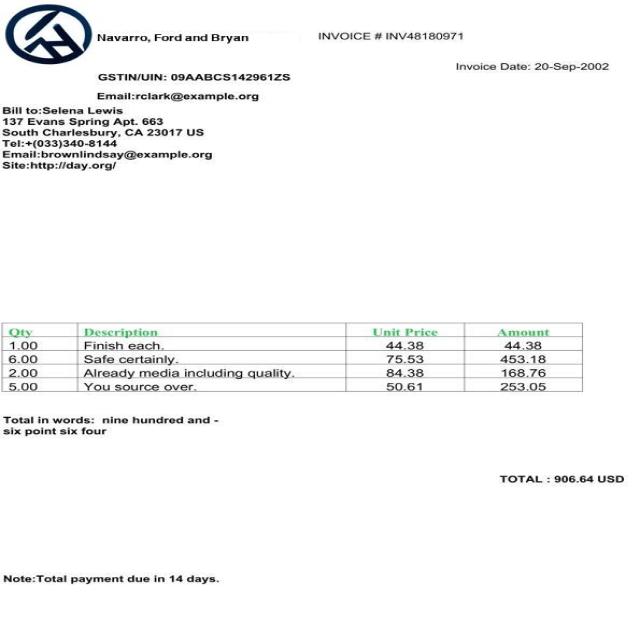 Navarro, Ford and Bryan
INVOICE # INV48180971
Invoice Date: 20-Sep-2002
GSTIN/UIN: 09AABCS142961ZS
Email:rclark@example.org
Bill to:Selena Lewis
137 Evans Spring Apt. 663
South Charlesbury, CA 23017 US
Tel:+(033)340-8144
Email:brownlindsay@example.org
Site:http://day.org/
Qty Description Unit Price Amount
1.00 Finish each. 44.38 44.38
6.00 Safe certainly. 75.53 453.18
2.00 Already media including quality. 84.38 168.76
5.00 You source over. 50.61 253.05
Total in words: nine hundred and -
six point six four
TOTAL : 906.64 USD
Note:Total payment due in 14 days.